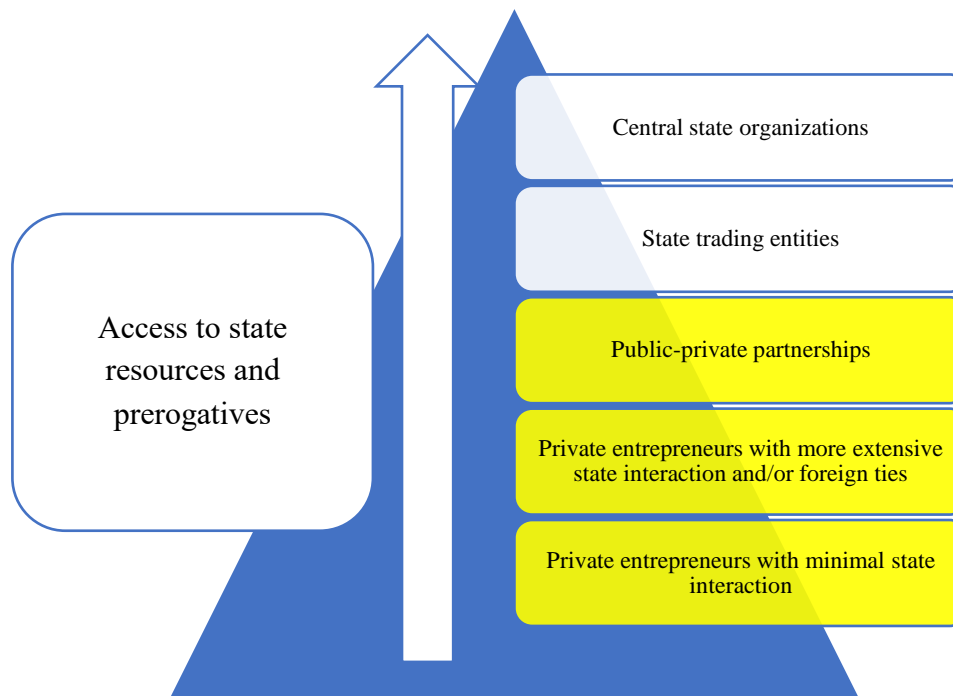 Central state organizations
State trading entities
Access to state
resources and
prerogatives
Public-private partnerships
Private entrepreneurs with more extensive
state interaction and/or foreign ties
Private entrepreneurs with minimal state
interaction